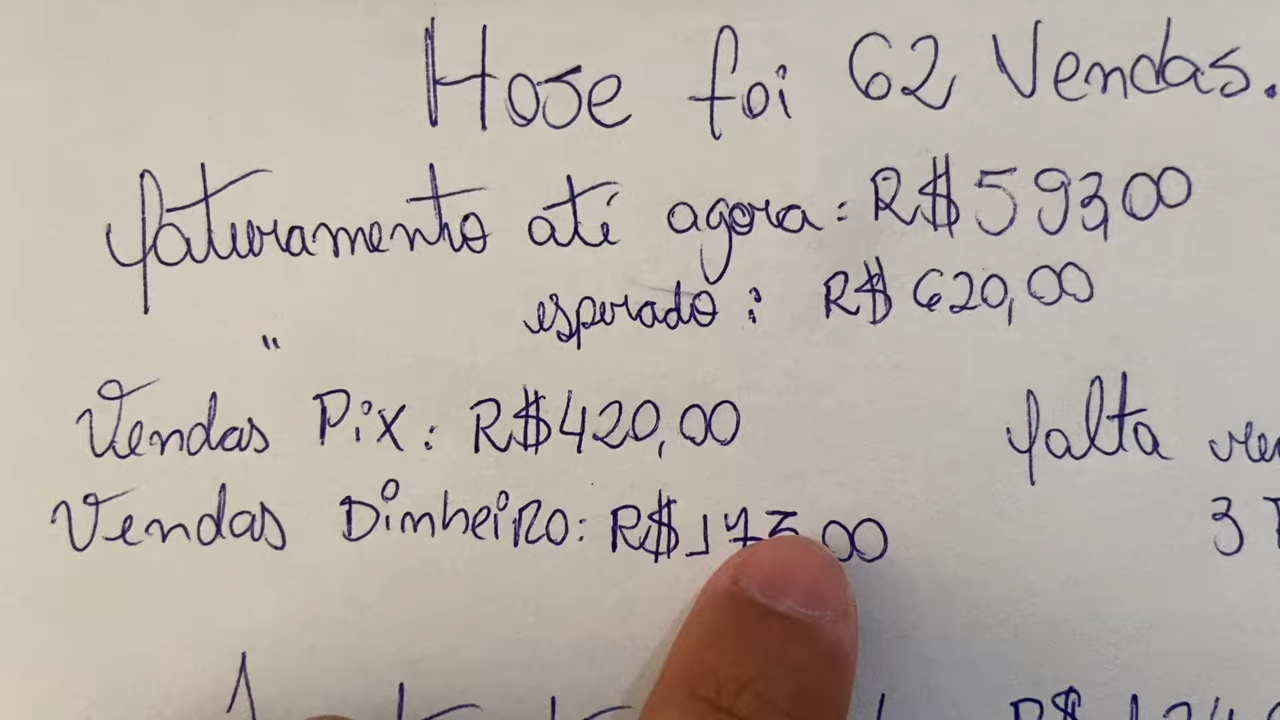 Hoje foi 62 Vendas.
faturamento até agora: R$593,00
" esperado: R$620,00
Vendas Pix: R$420,00
falta
Vendas Dinheiro: R$173,00
3
R$